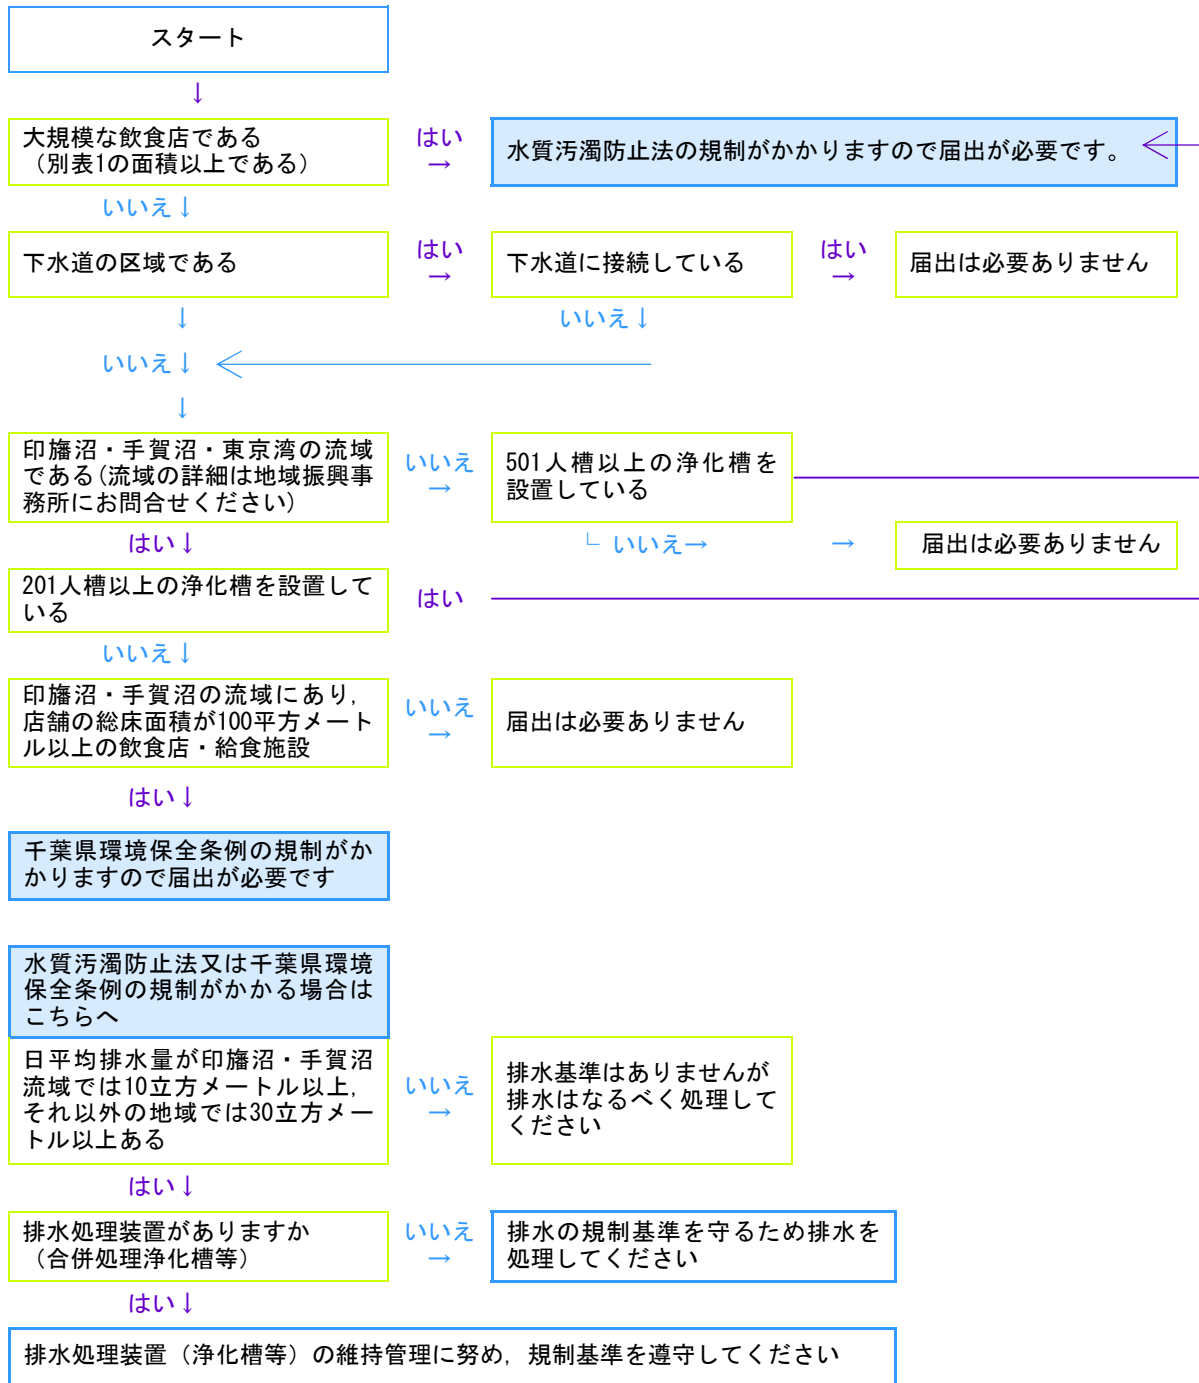 スタート
↓
大規模な飲食店である
（別表1の面積以上である）
はい
→
水質汚濁防止法の規制がかかりますので届出が必要です。
いいえ↓
下水道の区域である
はい
→
下水道に接続している
はい
→
届出は必要ありません
↓
いいえ↓
いいえ↓
↓
印旛沼・手賀沼・東京湾の流域
である(流域の詳細は地域振興事
務所にお問合せください)
いいえ
→
501人槽以上の浄化槽を
設置している
はい↓
└ いいえ→
→
届出は必要ありません
201人槽以上の浄化槽を設置して
いる
はい
いいえ↓
印旛沼・手賀沼の流域にあり,
店舗の総床面積が100平方メート
ル以上の飲食店・給食施設
いいえ
→
届出は必要ありません
はい↓
千葉県環境保全条例の規制がか
かりますので届出が必要です
水質汚濁防止法又は千葉県環境
保全条例の規制がかかる場合は
こちらへ
日平均排水量が印旛沼・手賀沼
流域では10立方メートル以上,
それ以外の地域では30立方メー
トル以上ある
いいえ
→
排水基準はありませんが
排水はなるべく処理して
ください
はい↓
排水処理装置がありますか
（合併処理浄化槽等）
いいえ
→
排水の規制基準を守るため排水を
処理してください
はい↓
排水処理装置（浄化槽等）の維持管理に努め, 規制基準を遵守してください